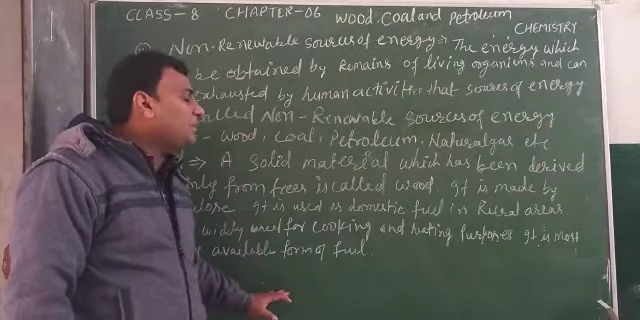 CLASS-8 CHAPTER-06 Wood, Coal and Petroleum
CHEMISTRY
Non-Renewable sources of energy ⇒ The energy which
be obtained by Remains of living organisms and can
exhausted by human activities that sources of energy
called Non-Renewable sources of energy
Wood, Coal, Petroleum, Natural gas etc
⇒ A Solid material which has been derived
from trees is called wood. It is made by
It is used as domestic fuel in Rural areas.
widely used for cooking and heating Purposes It is most
available form of fuel.